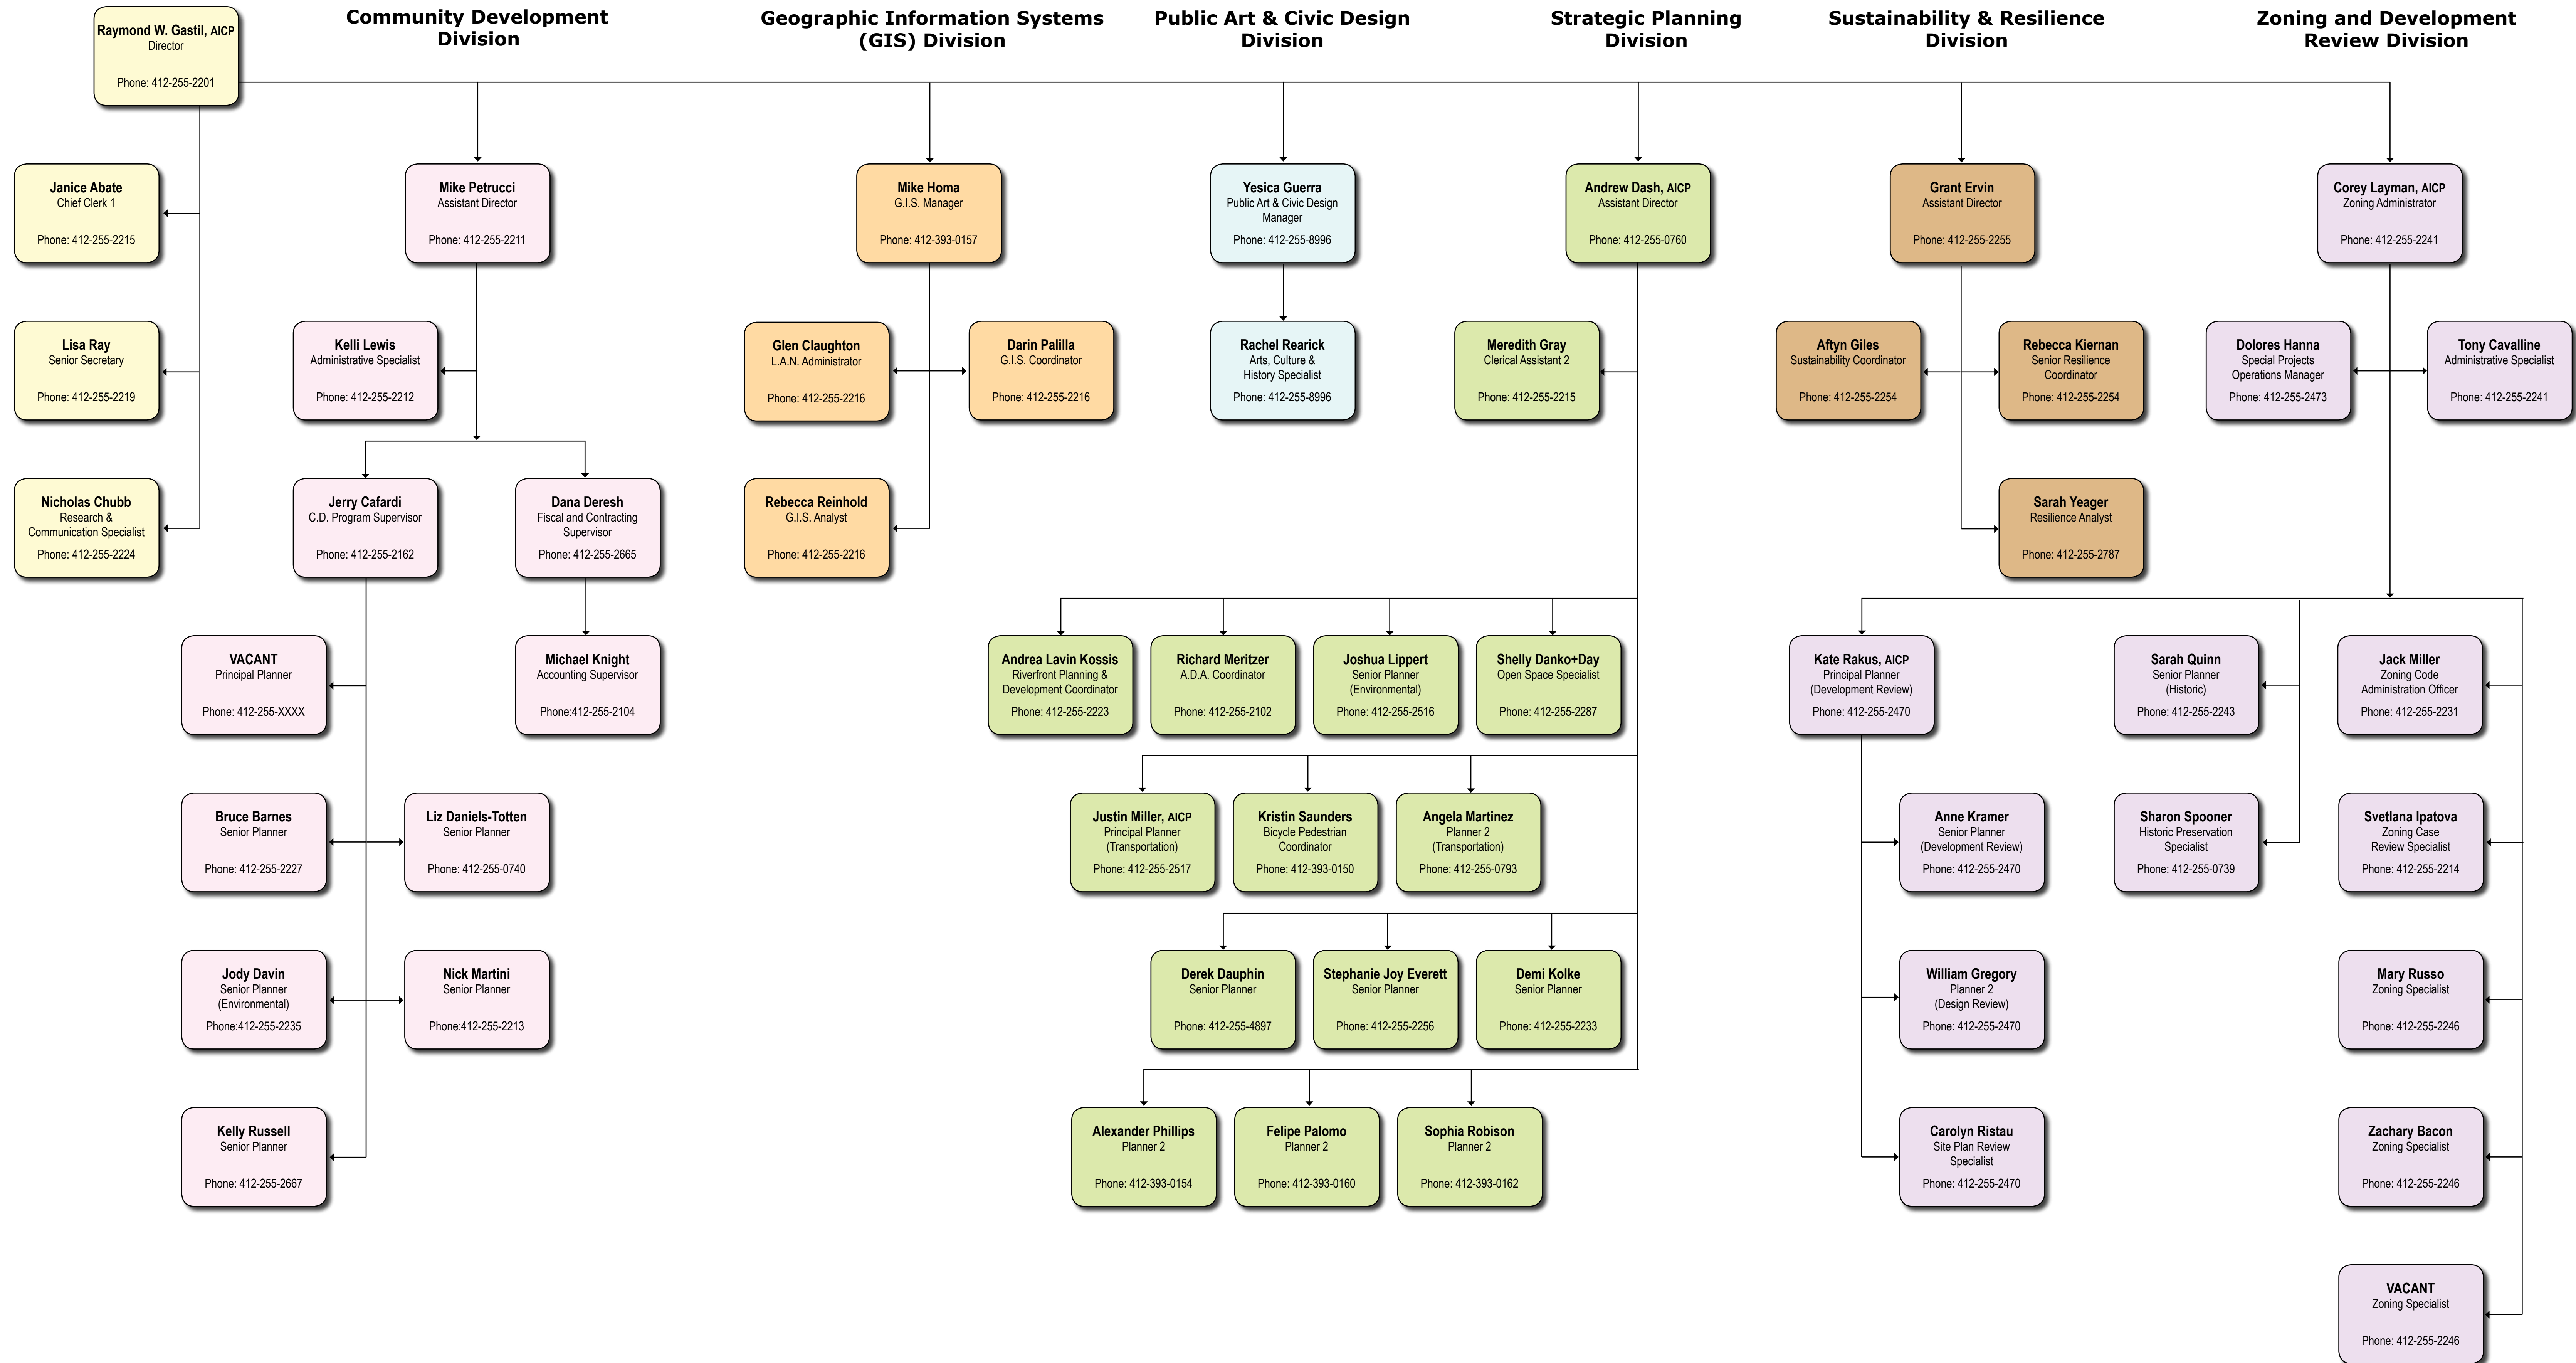 Raymond W. Gastil, AICP
Director
Phone: 412-255-2201
Janice Abate
Chief Clerk 1
Phone: 412-255-2215
Lisa Ray
Senior Secretary
Phone: 412-255-2219
Nicholas Chubb
Research &
Communication Specialist
Phone: 412-255-2224
Community Development
Division
Mike Petrucci
Assistant Director
Phone: 412-255-2211
Kelli Lewis
Administrative Specialist
Phone: 412-255-2212
Jerry Cafardi
C.D. Program Supervisor
Phone: 412-255-2162
Dana Deresh
Fiscal and Contracting
Supervisor
Phone: 412-255-2665
VACANT
Principal Planner
Phone: 412-255-XXXX
Michael Knight
Accounting Supervisor
Phone:412-255-2104
Bruce Barnes
Senior Planner
Phone: 412-255-2227
Liz Daniels-Totten
Senior Planner
Phone: 412-255-0740
Jody Davin
Senior Planner
(Environmental)
Phone:412-255-2235
Nick Martini
Senior Planner
Phone:412-255-2213
Kelly Russell
Senior Planner
Phone: 412-255-2667
Geographic Information Systems
(GIS) Division
Mike Homa
G.I.S. Manager
Phone: 412-393-0157
Glen Claughton
L.A.N. Administrator
Phone: 412-255-2216
Darin Palilla
G.I.S. Coordinator
Phone: 412-255-2216
Rebecca Reinhold
G.I.S. Analyst
Phone: 412-255-2216
Public Art & Civic Design
Division
Yesica Guerra
Public Art & Civic Design
Manager
Phone: 412-255-8996
Rachel Rearick
Arts, Culture &
History Specialist
Phone: 412-255-8996
Strategic Planning
Division
Andrew Dash, AICP
Assistant Director
Phone: 412-255-0760
Meredith Gray
Clerical Assistant 2
Phone: 412-255-2215
Andrea Lavin Kossis
Riverfront Planning &
Development Coordinator
Phone: 412-255-2223
Richard Meritzer
A.D.A. Coordinator
Phone: 412-255-2102
Joshua Lippert
Senior Planner
(Environmental)
Phone: 412-255-2516
Shelly Danko+Day
Open Space Specialist
Phone: 412-255-2287
Justin Miller, AICP
Principal Planner
(Transportation)
Phone: 412-255-2517
Kristin Saunders
Bicycle Pedestrian
Coordinator
Phone: 412-393-0150
Angela Martinez
Planner 2
(Transportation)
Phone: 412-255-0793
Derek Dauphin
Senior Planner
Phone: 412-255-4897
Stephanie Joy Everett
Senior Planner
Phone: 412-255-2256
Demi Kolke
Senior Planner
Phone: 412-255-2233
Alexander Phillips
Planner 2
Phone: 412-393-0154
Felipe Palomo
Planner 2
Phone: 412-393-0160
Sophia Robison
Planner 2
Phone: 412-393-0162
Sustainability & Resilience
Division
Grant Ervin
Assistant Director
Phone: 412-255-2255
Aftyn Giles
Sustainability Coordinator
Phone: 412-255-2254
Rebecca Kiernan
Senior Resilience
Coordinator
Phone: 412-255-2254
Sarah Yeager
Resilience Analyst
Phone: 412-255-2787
Zoning and Development
Review Division
Corey Layman, AICP
Zoning Administrator
Phone: 412-255-2241
Dolores Hanna
Special Projects
Operations Manager
Phone: 412-255-2473
Tony Cavalline
Administrative Specialist
Phone: 412-255-2241
Kate Rakus, AICP
Principal Planner
(Development Review)
Phone: 412-255-2470
Sarah Quinn
Senior Planner
(Historic)
Phone: 412-255-2243
Jack Miller
Zoning Code
Administration Officer
Phone: 412-255-2231
Anne Kramer
Senior Planner
(Development Review)
Phone: 412-255-2470
Sharon Spooner
Historic Preservation
Specialist
Phone: 412-255-0739
Svetlana Ipatova
Zoning Case
Review Specialist
Phone: 412-255-2214
William Gregory
Planner 2
(Design Review)
Phone: 412-255-2470
Mary Russo
Zoning Specialist
Phone: 412-255-2246
Carolyn Ristau
Site Plan Review
Specialist
Phone: 412-255-2470
Zachary Bacon
Zoning Specialist
Phone: 412-255-2246
VACANT
Zoning Specialist
Phone: 412-255-2246